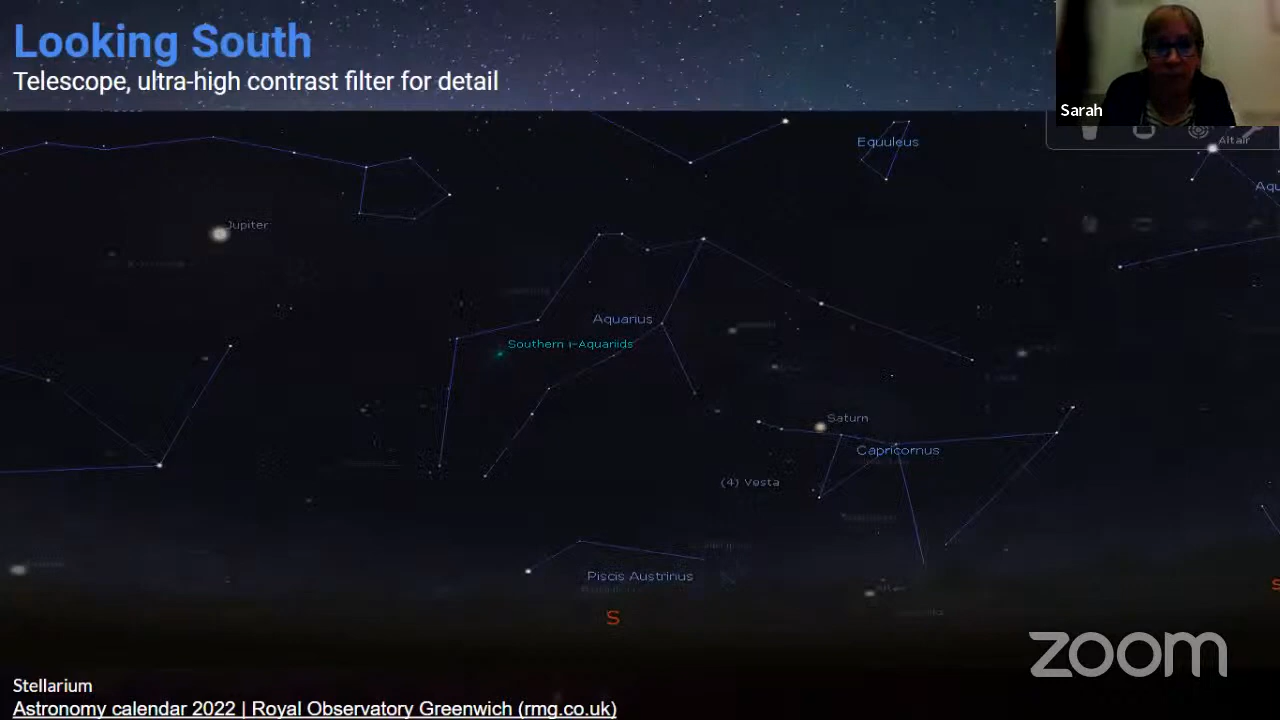 Looking South
Telescope, ultra-high contrast filter for detail
Sarah
Equuleus
Altair
Aqu
Jupiter
Aquarius
Southern ι-Aquariids
Saturn
Capricornus
(4) Vesta
Piscis Austrinus
S
S
zoom
Stellarium
Astronomy calendar 2022 | Royal Observatory Greenwich (rmg.co.uk)